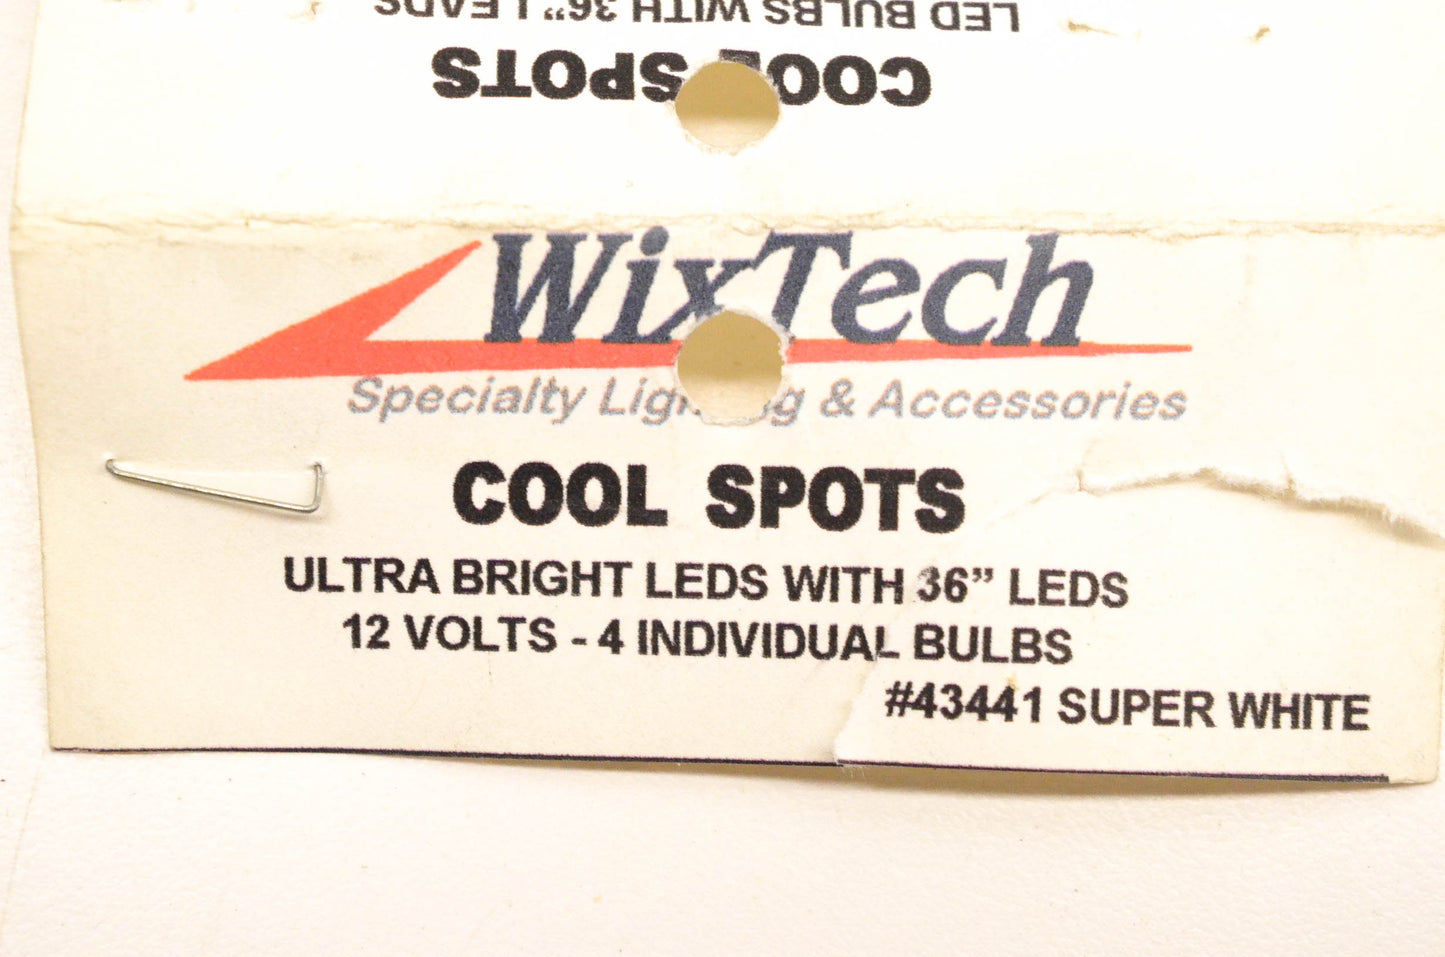 LED BULBS WITH 36" LEADS
COOL SPOTS
WixTech
Specialty Lighting & Accessories
COOL SPOTS
ULTRA BRIGHT LEDS WITH 36” LEDS
12 VOLTS - 4 INDIVIDUAL BULBS
#43441 SUPER WHITE